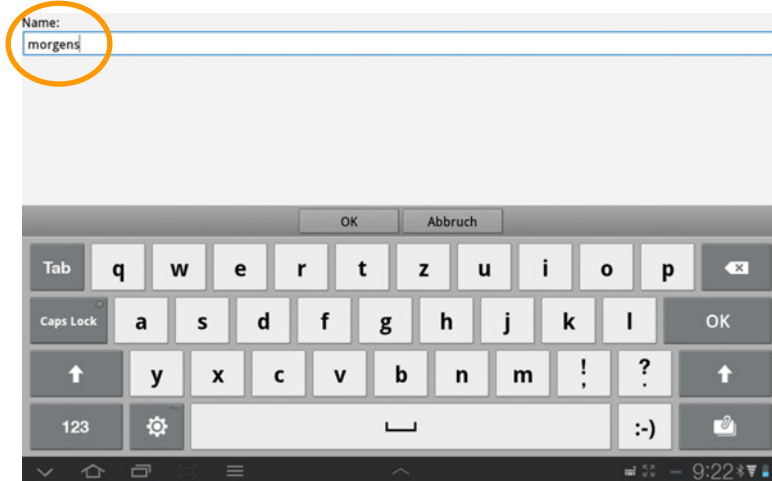 Name:
morgens
OK Abbruch
Tab q w e r t z u i o p
Caps Lock a s d f g h j k l OK
y x c v b n m ! , ? .
123 :-)
9:22